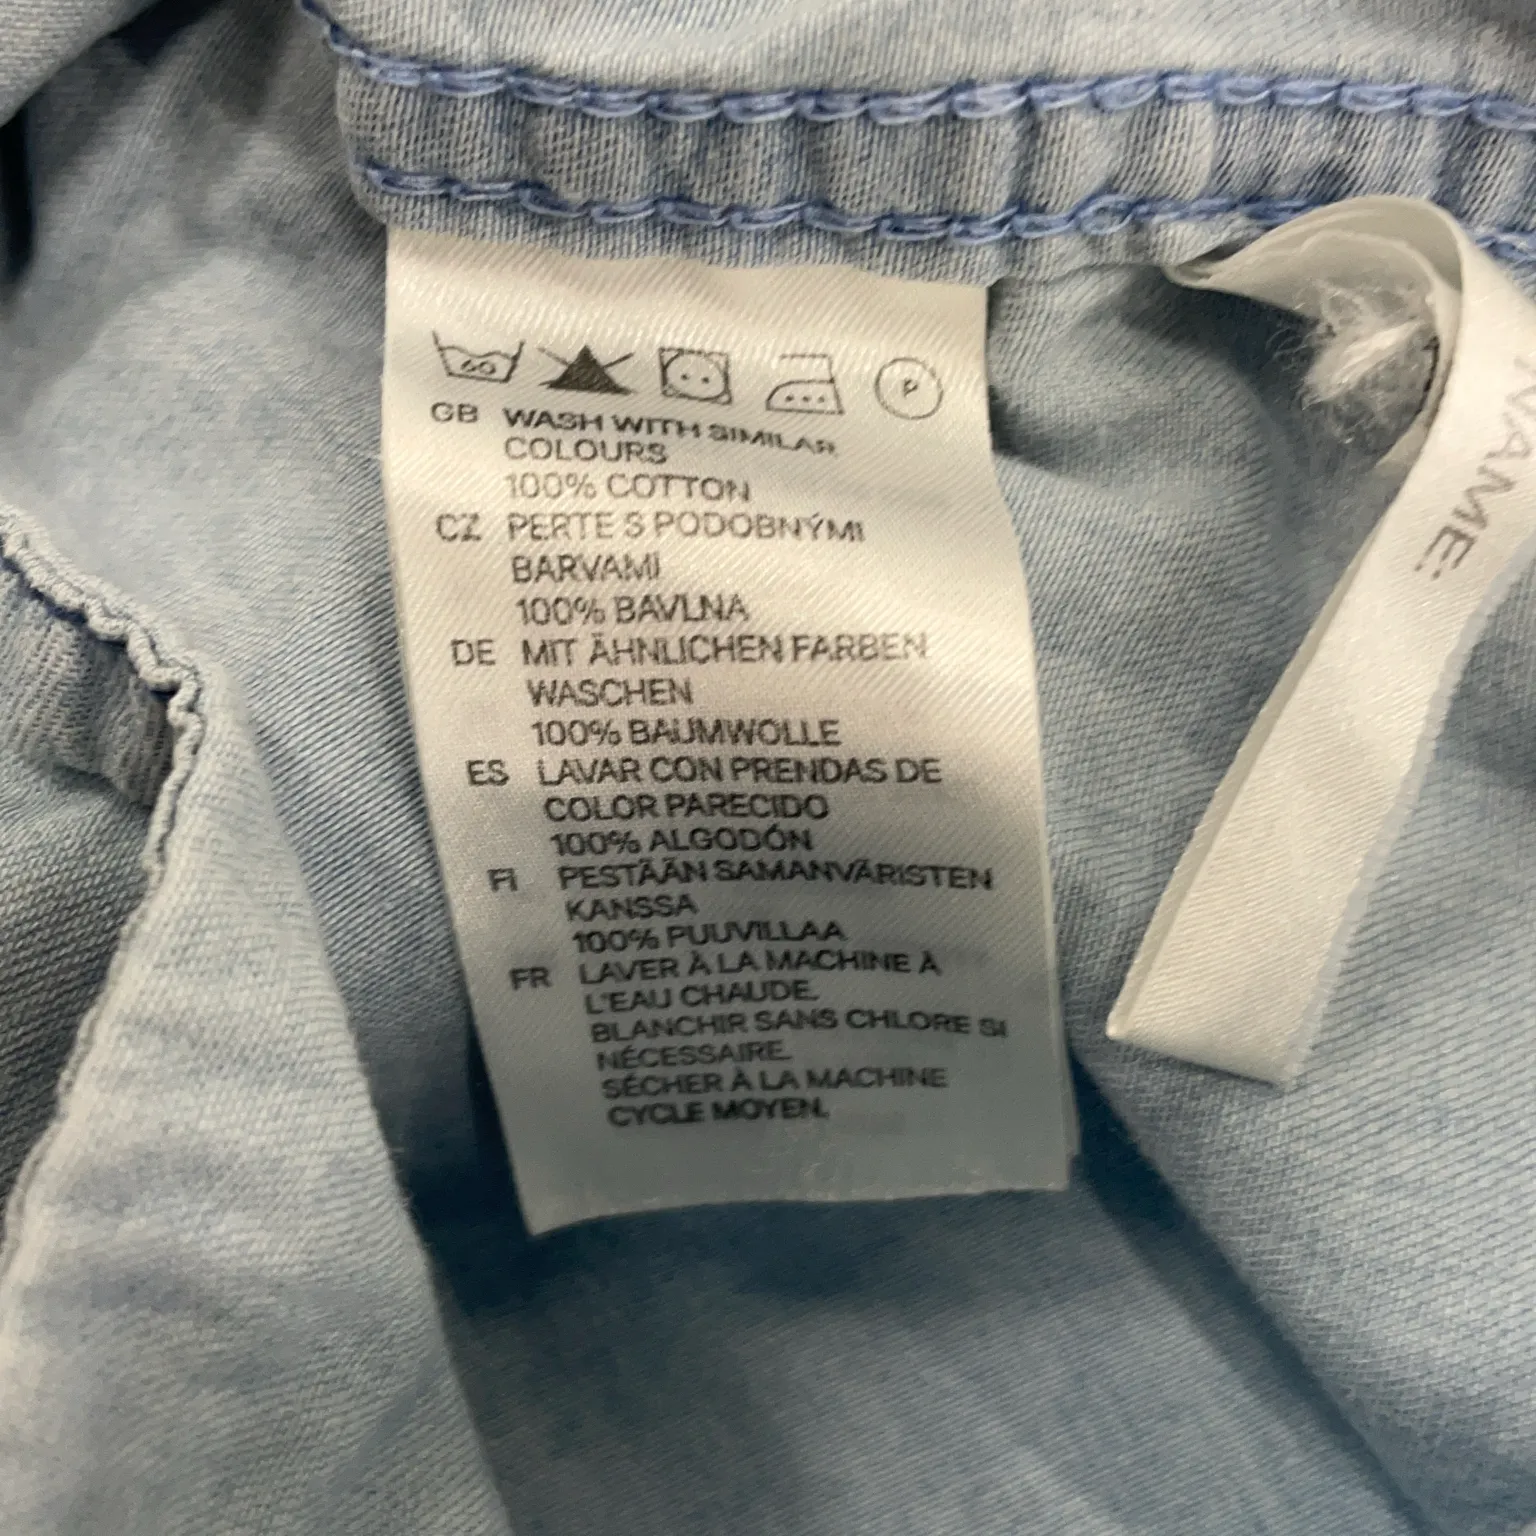 60
P
GB WASH WITH SIMILAR
COLOURS
100% COTTON
CZ PERTE S PODOBNÝMI
BARVAMI
100% BAVLNA
DE MIT ÄHNLICHEN FARBEN
WASCHEN
100% BAUMWOLLE
ES LAVAR CON PRENDAS DE
COLOR PARECIDO
100% ALGODÓN
FI PESTÄÄN SAMANVÄRISTEN
KANSSA
100% PUUVILLAA
FR LAVER À LA MACHINE À
L'EAU CHAUDE.
BLANCHIR SANS CHLORE SI
NÉCESSAIRE.
SÉCHER À LA MACHINE
CYCLE MOYEN.
NAME: